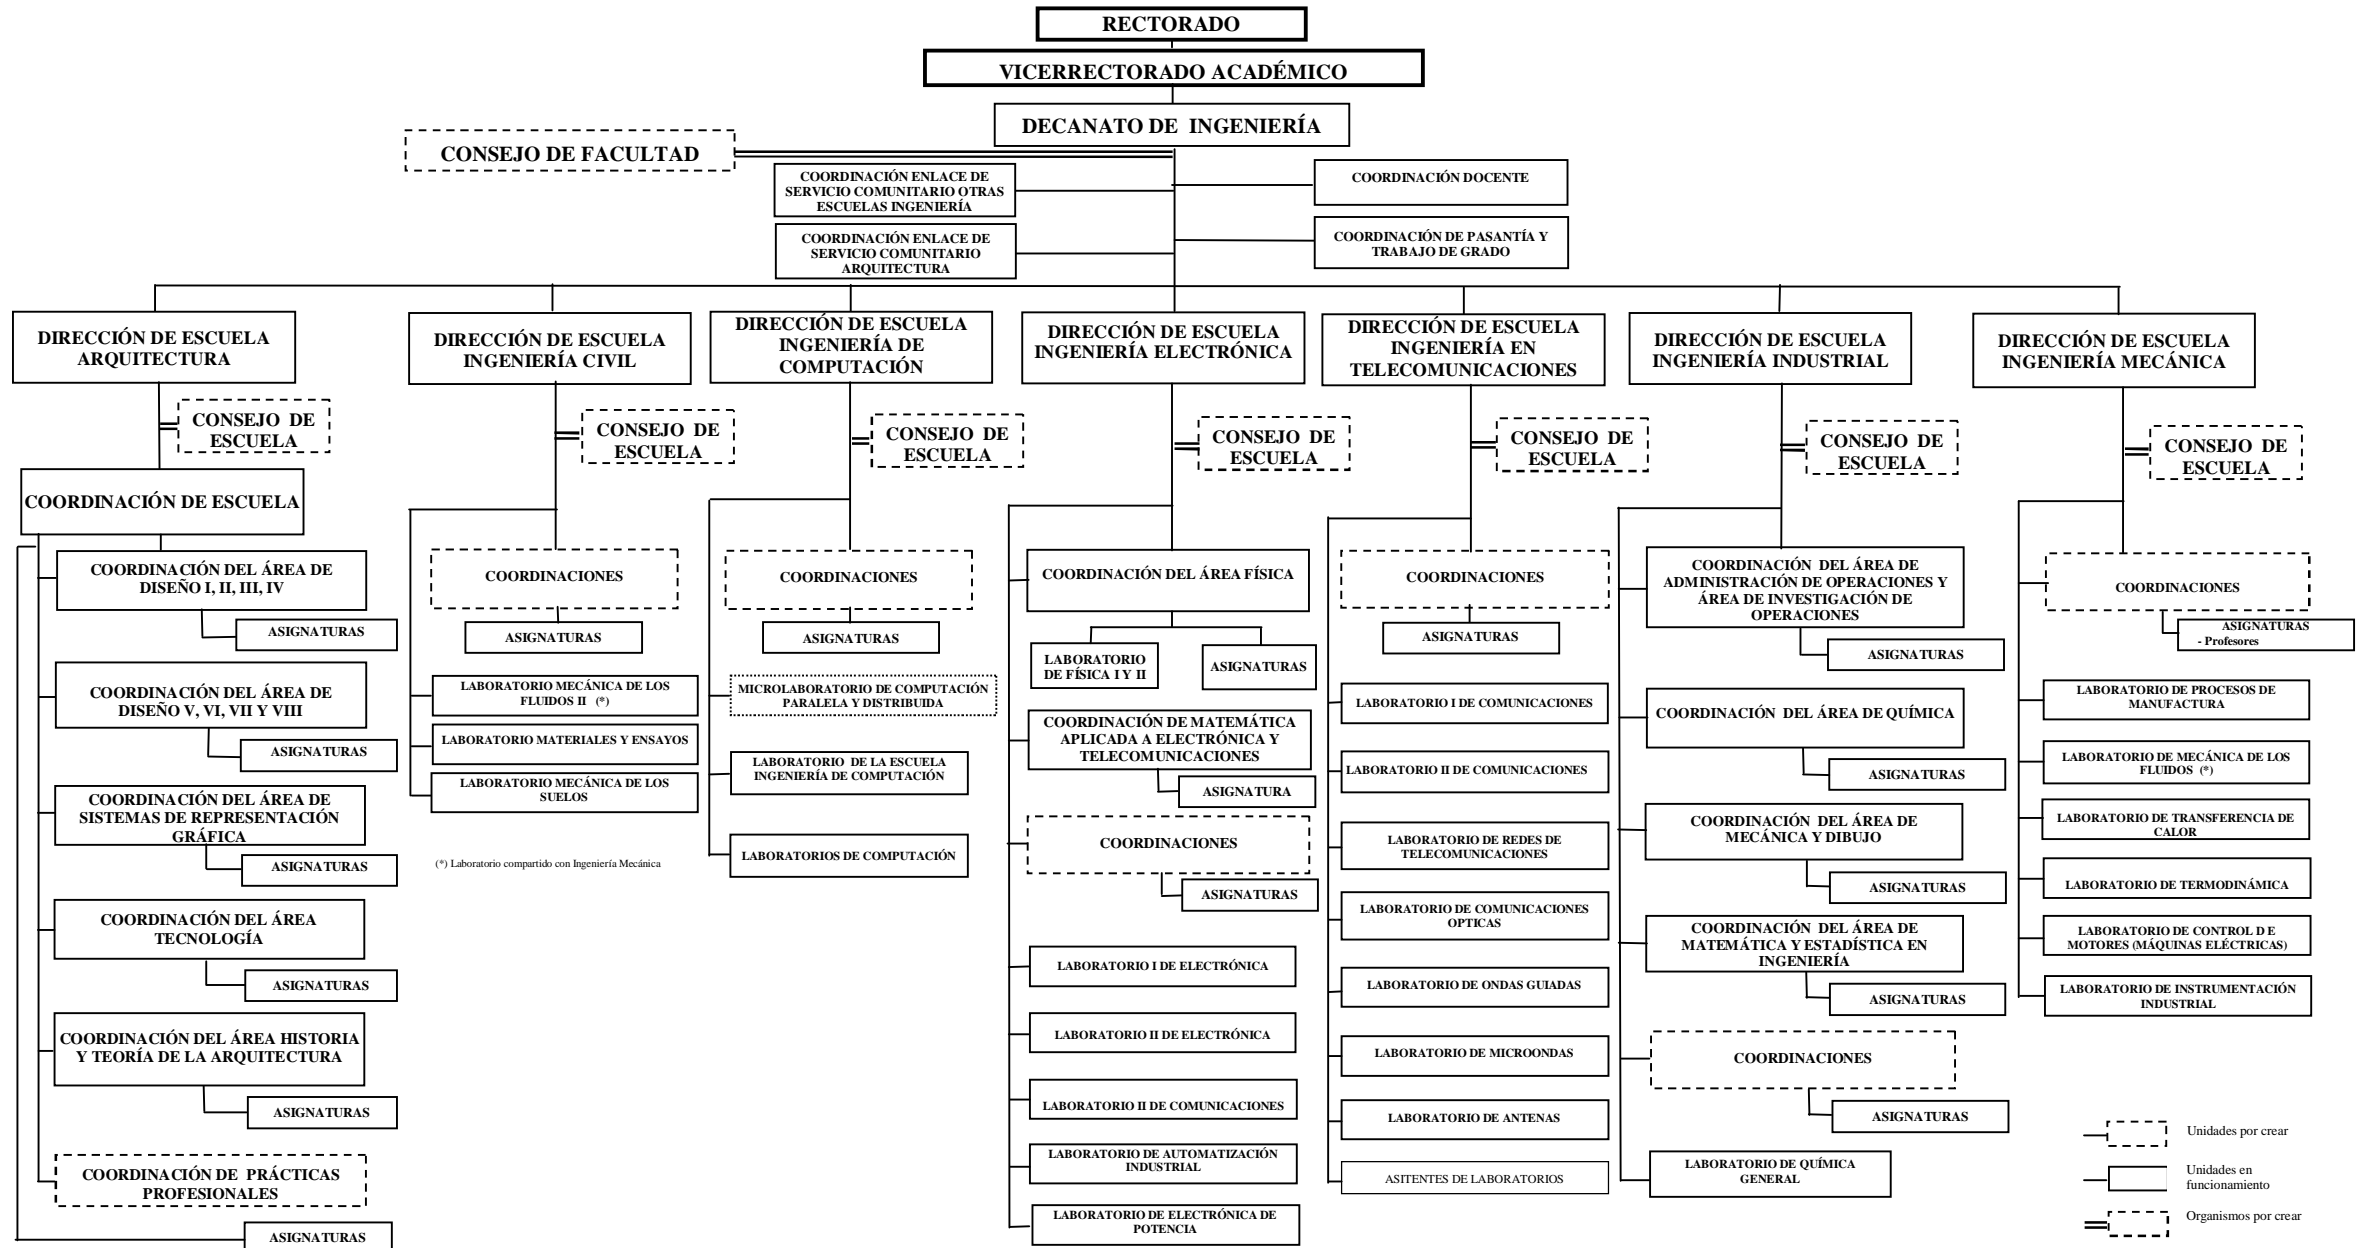 RECTORADO
VICERRECTORADO ACADÉMICO
DECANATO DE INGENIERÍA
CONSEJO DE FACULTAD
COORDINACIÓN ENLACE DE
SERVICIO COMUNITARIO OTRAS
ESCUELAS INGENIERÍA
COORDINACIÓN DOCENTE
COORDINACIÓN ENLACE DE
SERVICIO COMUNITARIO
ARQUITECTURA
COORDINACIÓN DE PASANTÍA Y
TRABAJO DE GRADO
DIRECCIÓN DE ESCUELA
ARQUITECTURA
CONSEJO DE
ESCUELA
COORDINACIÓN DE ESCUELA
COORDINACIÓN DEL ÁREA DE
DISEÑO I, II, III, IV
ASIGNATURAS
COORDINACIÓN DEL ÁREA DE
DISEÑO V, VI, VII Y VIII
ASIGNATURAS
COORDINACIÓN DEL ÁREA DE
SISTEMAS DE REPRESENTACIÓN
GRÁFICA
ASIGNATURAS
COORDINACIÓN DEL ÁREA
TECNOLOGÍA
ASIGNATURAS
COORDINACIÓN DEL ÁREA HISTORIA
Y TEORÍA DE LA ARQUITECTURA
ASIGNATURAS
COORDINACIÓN DE PRÁCTICAS
PROFESIONALES
ASIGNATURAS
DIRECCIÓN DE ESCUELA
INGENIERÍA CIVIL
CONSEJO DE
ESCUELA
COORDINACIONES
ASIGNATURAS
LABORATORIO MECÁNICA DE LOS
FLUIDOS II (*)
LABORATORIO MATERIALES Y ENSAYOS
LABORATORIO MECÁNICA DE LOS
SUELOS
(*) Laboratorio compartido con Ingeniería Mecánica
DIRECCIÓN DE ESCUELA
INGENIERÍA DE
COMPUTACIÓN
CONSEJO DE
ESCUELA
COORDINACIONES
ASIGNATURAS
MICROLABORATORIO DE COMPUTACIÓN
PARALELA Y DISTRIBUIDA
LABORATORIO DE LA ESCUELA
INGENIERÍA DE COMPUTACIÓN
LABORATORIOS DE COMPUTACIÓN
DIRECCIÓN DE ESCUELA
INGENIERÍA ELECTRÓNICA
CONSEJO DE
ESCUELA
COORDINACIÓN DEL ÁREA FÍSICA
LABORATORIO
DE FÍSICA I Y II
ASIGNATURAS
COORDINACIÓN DE MATEMÁTICA
APLICADA A ELECTRÓNICA Y
TELECOMUNICACIONES
ASIGNATURA
COORDINACIONES
ASIGNATURAS
LABORATORIO I DE ELECTRÓNICA
LABORATORIO II DE ELECTRÓNICA
LABORATORIO II DE COMUNICACIONES
LABORATORIO DE AUTOMATIZACIÓN
INDUSTRIAL
LABORATORIO DE ELECTRÓNICA DE
POTENCIA
DIRECCIÓN DE ESCUELA
INGENIERÍA EN
TELECOMUNICACIONES
CONSEJO DE
ESCUELA
COORDINACIONES
ASIGNATURAS
LABORATORIO I DE COMUNICACIONES
LABORATORIO II DE COMUNICACIONES
LABORATORIO DE REDES DE
TELECOMUNICACIONES
LABORATORIO DE COMUNICACIONES
OPTICAS
LABORATORIO DE ONDAS GUIADAS
LABORATORIO DE MICROONDAS
LABORATORIO DE ANTENAS
ASITENTES DE LABORATORIOS
DIRECCIÓN DE ESCUELA
INGENIERÍA INDUSTRIAL
CONSEJO DE
ESCUELA
COORDINACIÓN DEL ÁREA DE
ADMINISTRACIÓN DE OPERACIONES Y
ÁREA DE INVESTIGACIÓN DE
OPERACIONES
ASIGNATURAS
COORDINACIÓN DEL ÁREA DE QUÍMICA
ASIGNATURAS
COORDINACIÓN DEL ÁREA DE
MECÁNICA Y DIBUJO
ASIGNATURAS
COORDINACIÓN DEL ÁREA DE
MATEMÁTICA Y ESTADÍSTICA EN
INGENIERÍA
ASIGNATURAS
COORDINACIONES
ASIGNATURAS
LABORATORIO DE QUÍMICA
GENERAL
DIRECCIÓN DE ESCUELA
INGENIERÍA MECÁNICA
CONSEJO DE
ESCUELA
COORDINACIONES
ASIGNATURAS
- Profesores
LABORATORIO DE PROCESOS DE
MANUFACTURA
LABORATORIO DE MECÁNICA DE LOS
FLUIDOS (*)
LABORATORIO DE TRANSFERENCIA DE
CALOR
LABORATORIO DE TERMODINÁMICA
LABORATORIO DE CONTROL D E
MOTORES (MÁQUINAS ELÉCTRICAS)
LABORATORIO DE INSTRUMENTACIÓN
INDUSTRIAL
Unidades por crear
Unidades en
funcionamiento
Organismos por crear